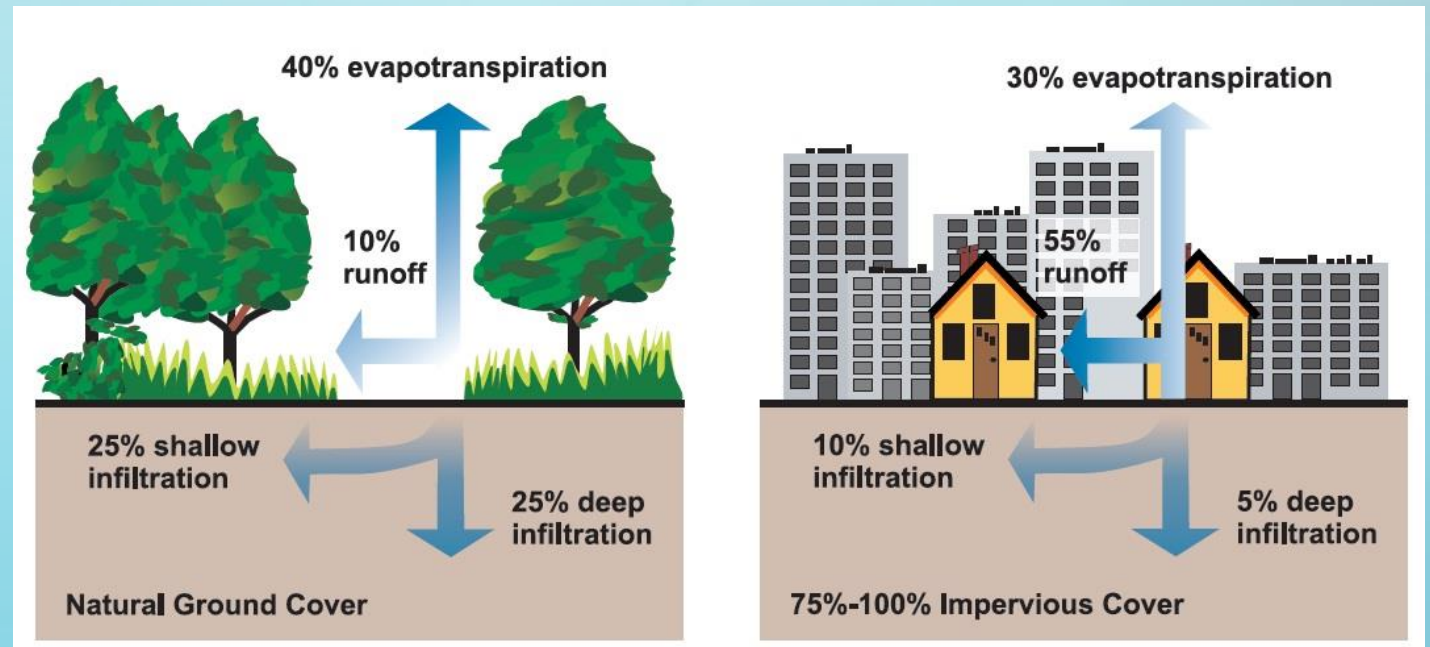 40% evapotranspiration
10%
runoff
25% shallow
infiltration
25% deep
infiltration
Natural Ground Cover
30% evapotranspiration
55%
runoff
10% shallow
infiltration
5% deep
infiltration
75%-100% Impervious Cover